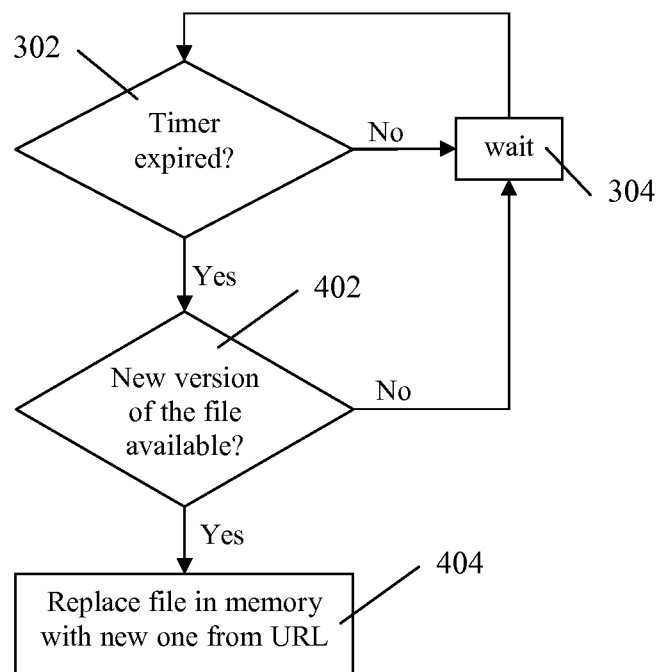 302
Timer
expired?
No
wait
304
Yes
402
New version
of the file
available?
No
Yes
404
Replace file in memory
with new one from URL